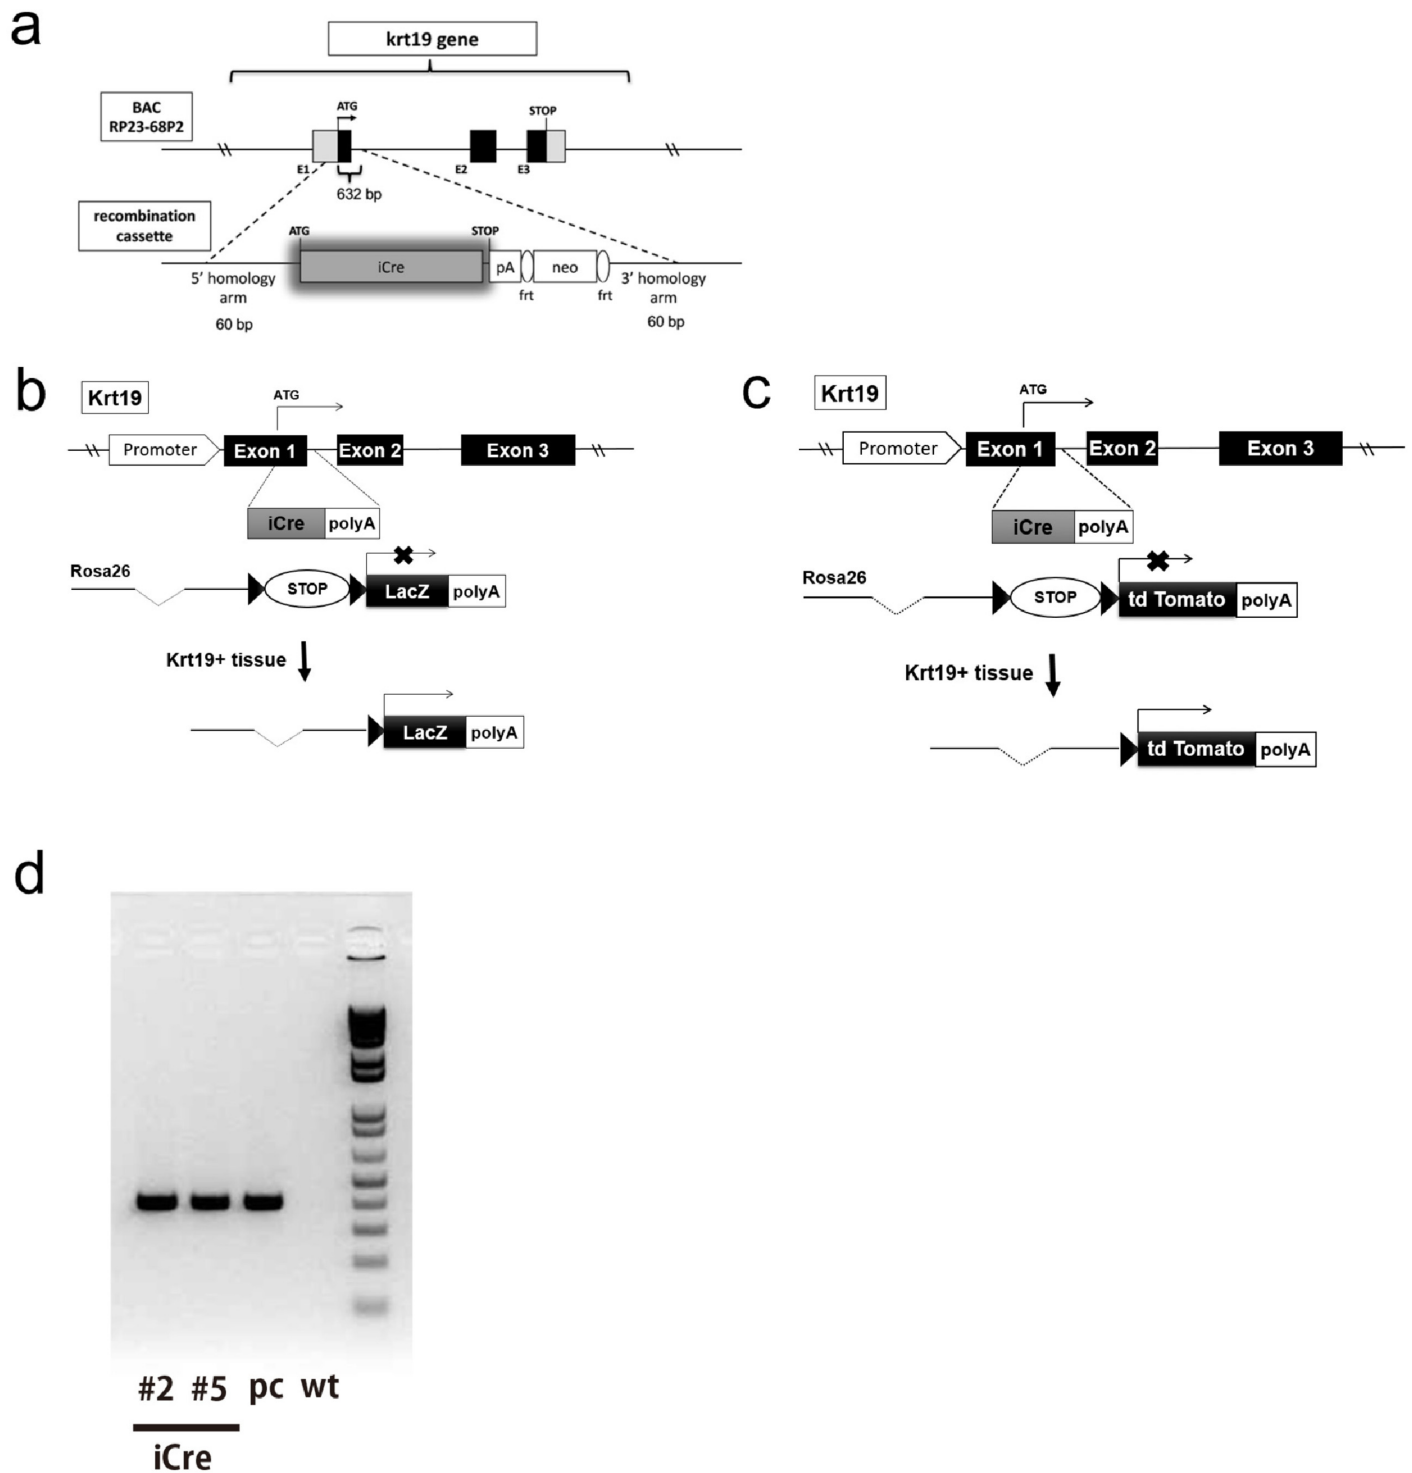 a
krt19 gene
BAC
RP23-68P2
ATG
STOP
E1
E2
E3
632 bp
recombination
cassette
ATG
STOP
iCre
pA
neo
frt
frt
5’ homology
arm
60 bp
3’ homology
arm
60 bp
b
Krt19
ATG
Promoter
Exon 1
Exon 2
Exon 3
iCre
polyA
Rosa26
STOP
LacZ
polyA
Krt19+ tissue
LacZ
polyA
c
Krt19
ATG
Promoter
Exon 1
Exon 2
Exon 3
iCre
polyA
Rosa26
STOP
td Tomato
polyA
Krt19+ tissue
td Tomato
polyA
d
#2 #5 pc wt
iCre